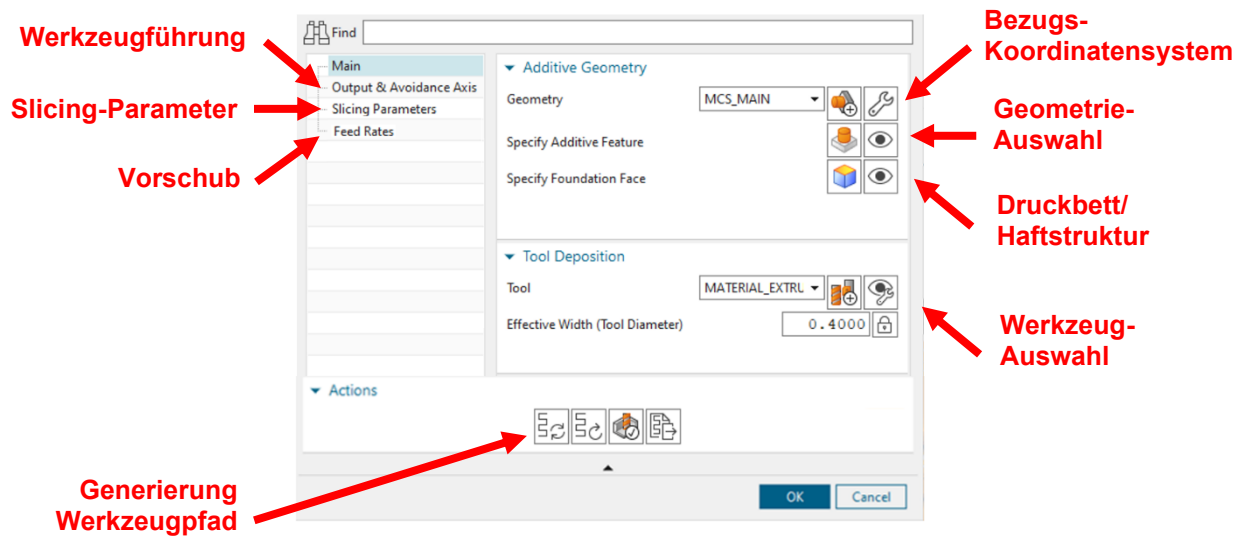 Werkzeugführung
Slicing-Parameter
Vorschub
Find
Main
Output & Avoidance Axis
Slicing Parameters
Feed Rates
Additive Geometry
Geometry
MCS_MAIN
Specify Additive Feature
Specify Foundation Face
Tool Deposition
Tool
MATERIAL_EXTRL
Effective Width (Tool Diameter)
0.4000
Bezugs-
Koordinatensystem
Geometrie-
Auswahl
Druckbett/
Haftstruktur
Werkzeug-
Auswahl
Actions
Generierung
Werkzeugpfad
OK
Cancel